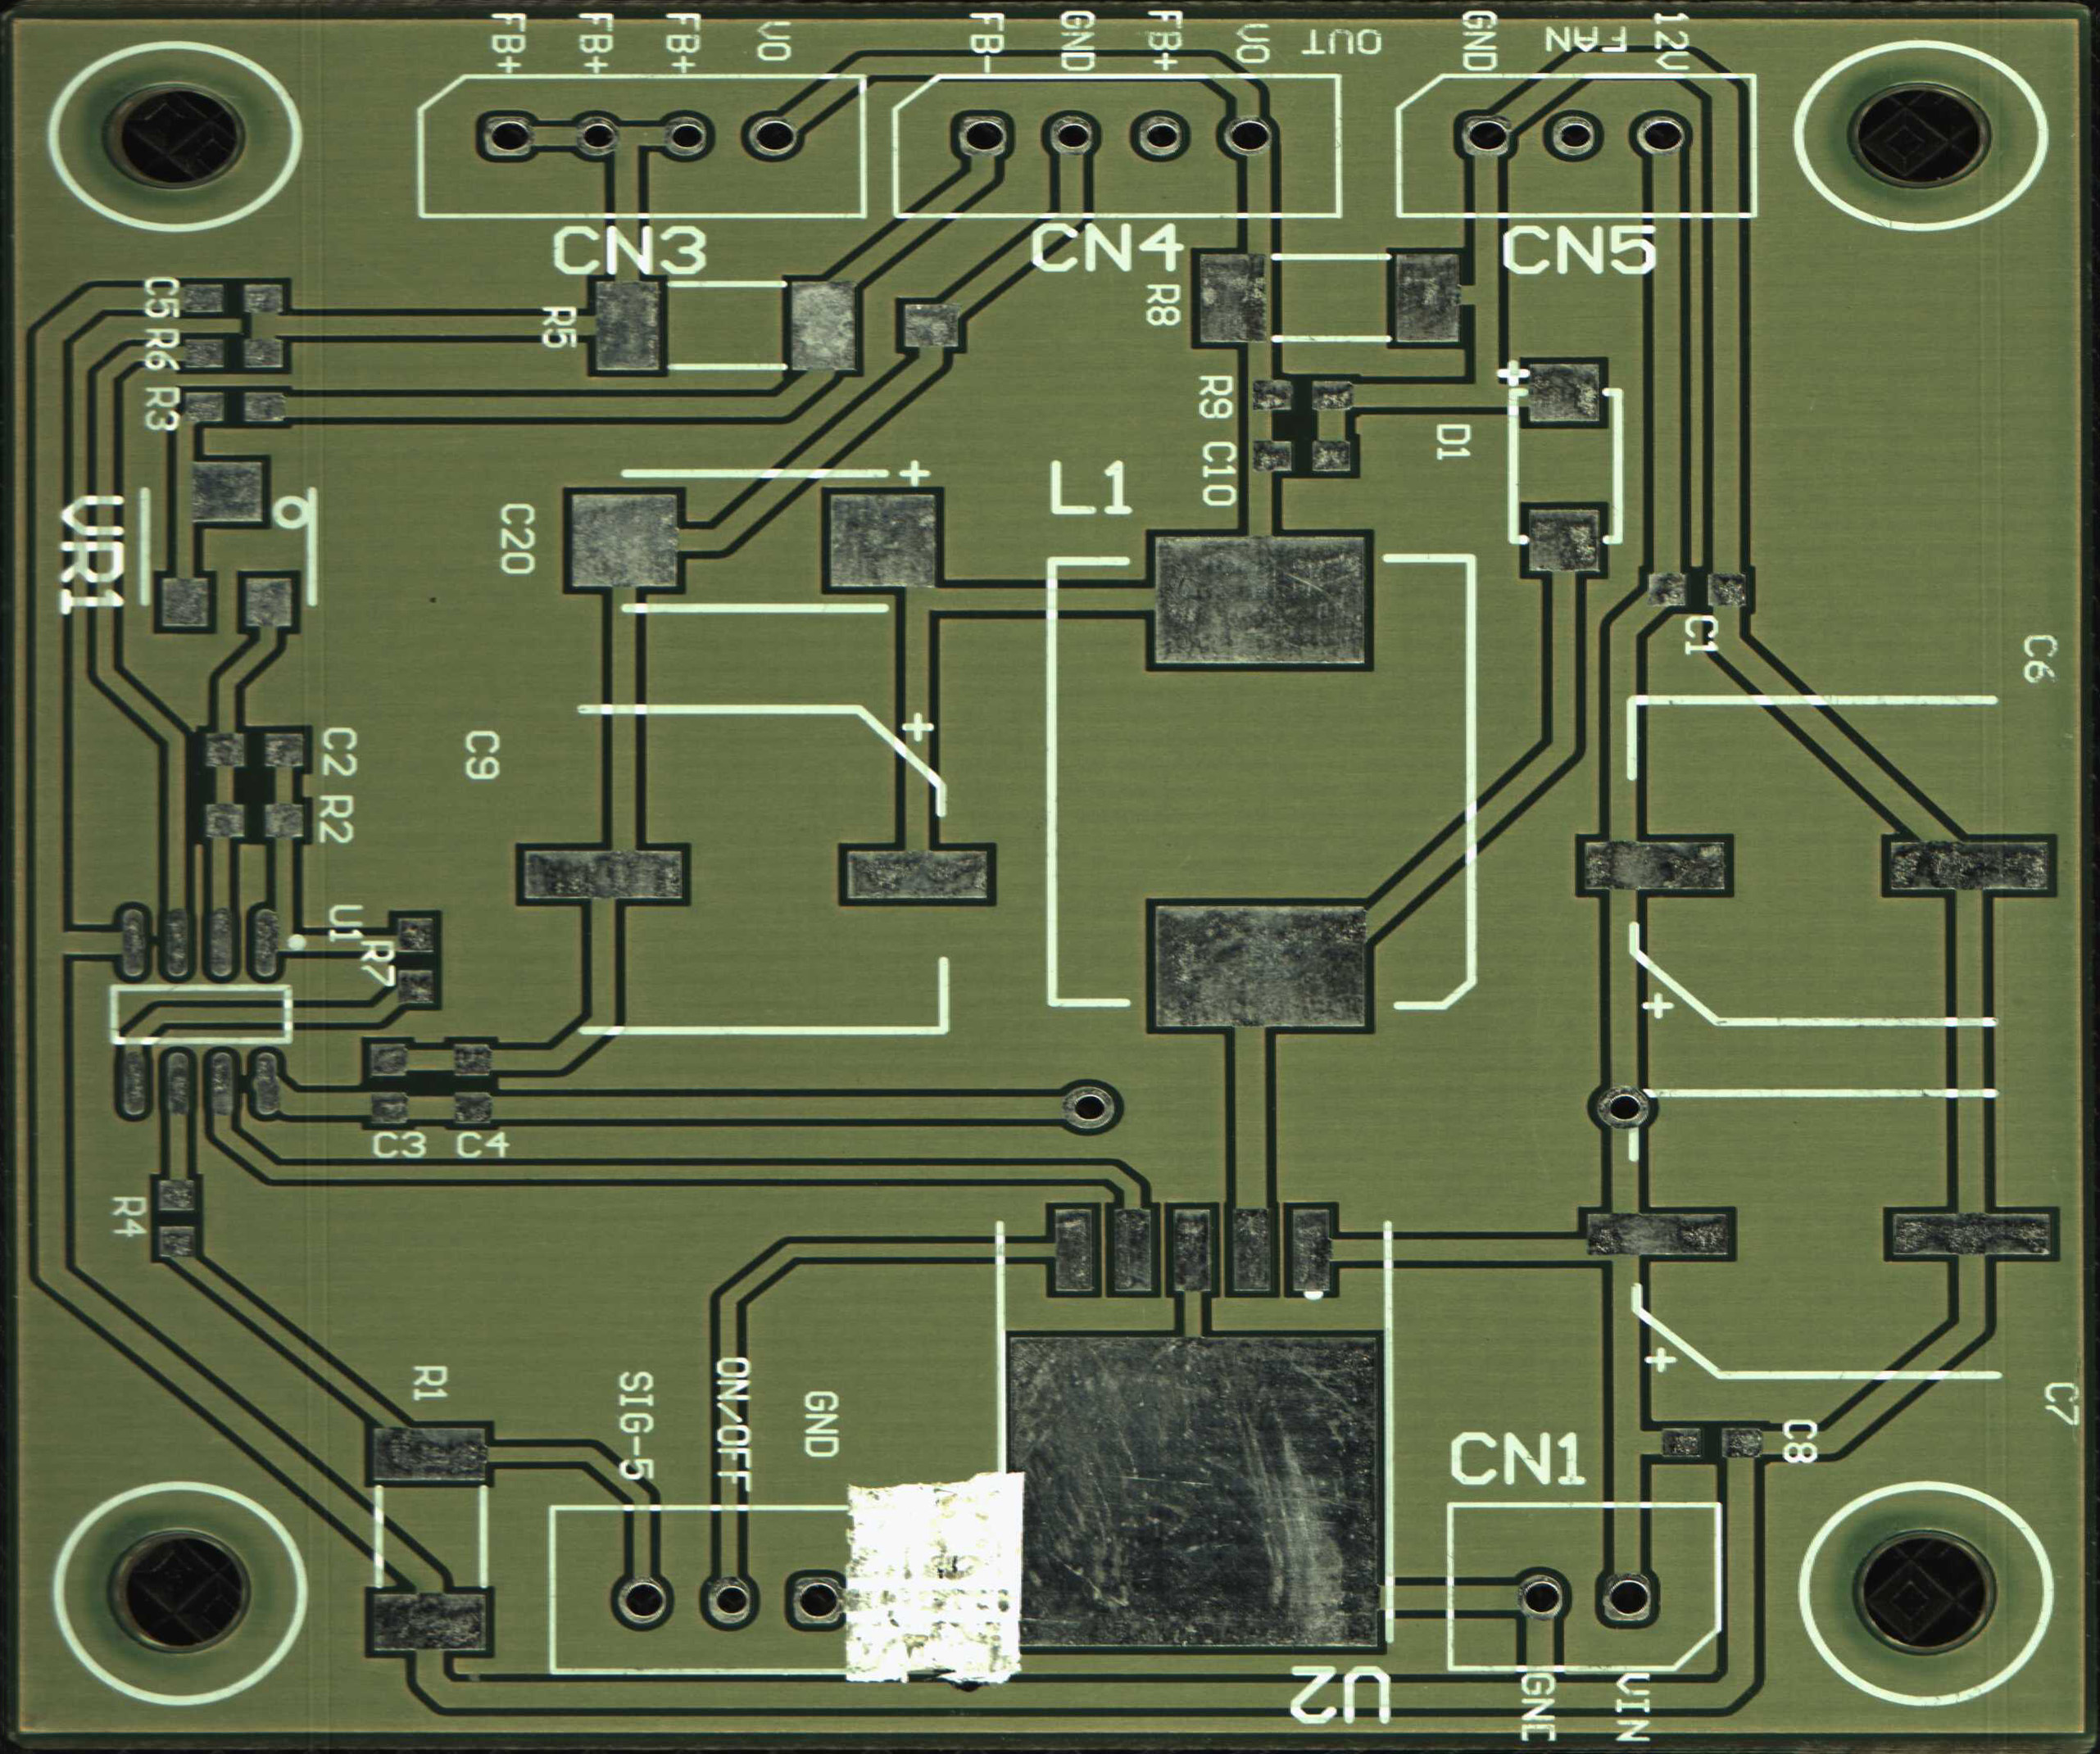 FB+
FB+
FB+
VO
FB-
GND
FB+
VO
OUT
GND
FAN
12V
CN3
CN4
CN5
C5
R6
R3
R5
R8
R9
C10
D1
L1
VR1
C20
C1
C6
C2
R2
C9
U1
R7
C3
C4
R4
R1
SIG-5
ON/OFF
GND
CN1
C8
C7
U2
GND
VIN